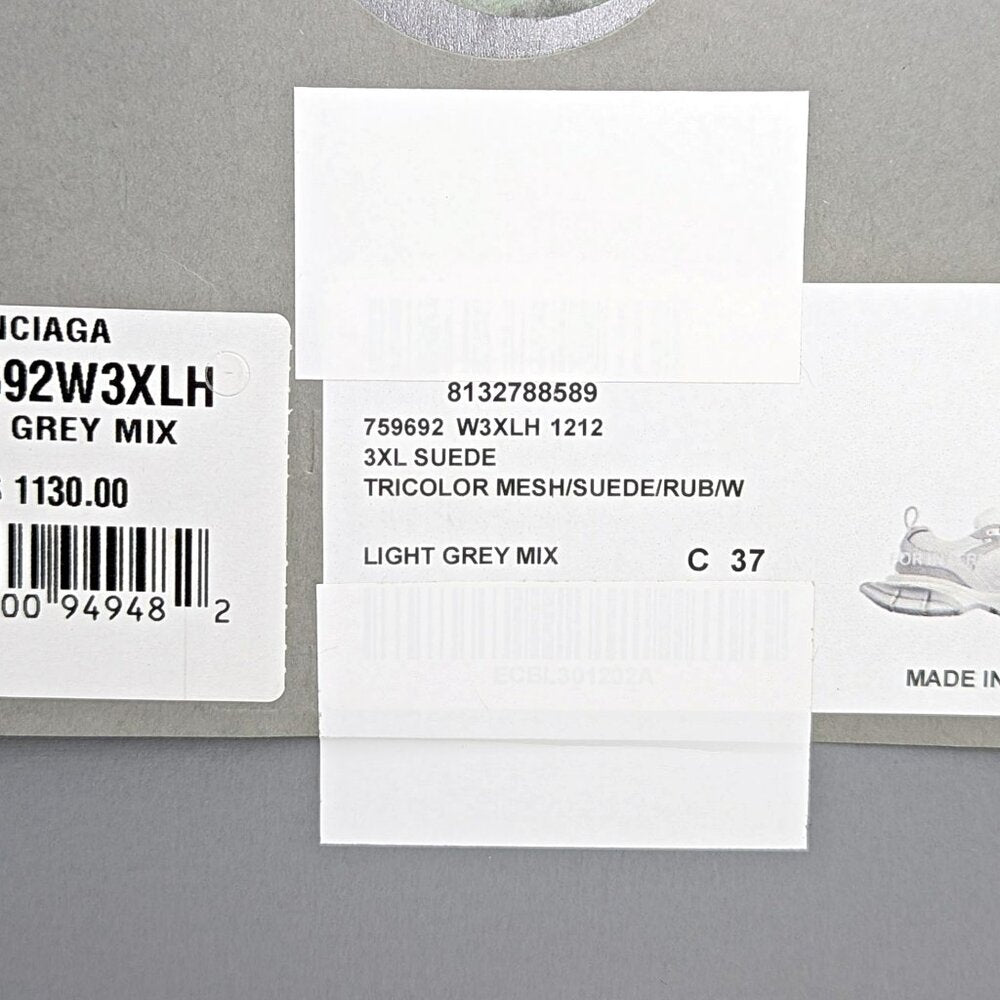 NCIAGA
92W3XLH
GREY MIX
1130.00
00 94948 2
8132788589
759692 W3XLH 1212
3XL SUEDE
TRICOLOR MESH/SUEDE/RUB/W
LIGHT GREY MIX C 37
ECBL301202A
MADE IN